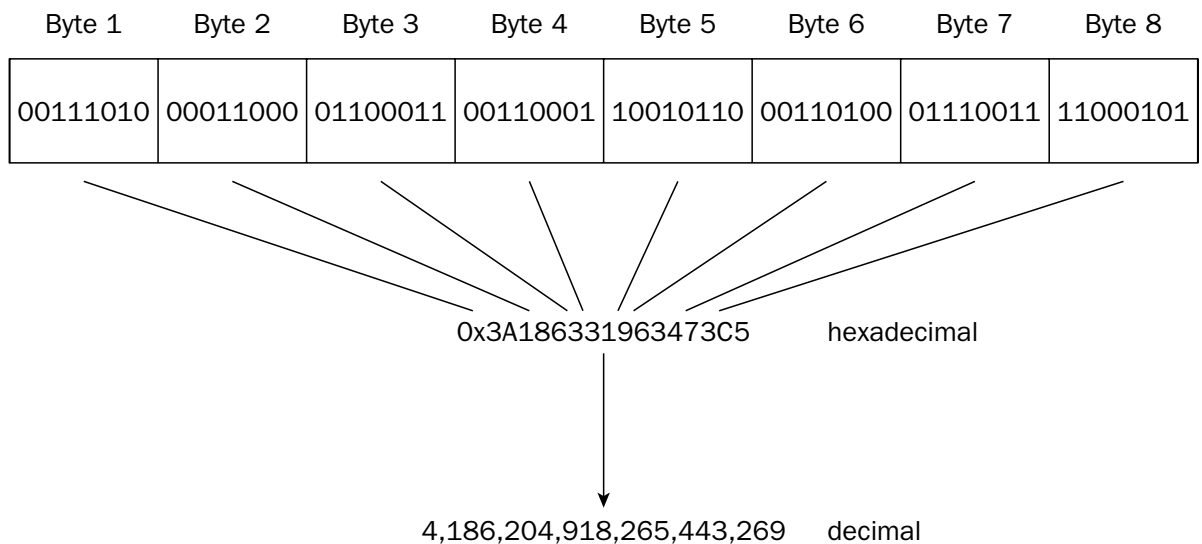 Byte 1 Byte 2 Byte 3 Byte 4 Byte 5 Byte 6 Byte 7 Byte 8
00111010 00011000 01100011 00110001 10010110 00110100 01110011 11000101
0x3A186331963473C5 hexadecimal
4,186,204,918,265,443,269 decimal